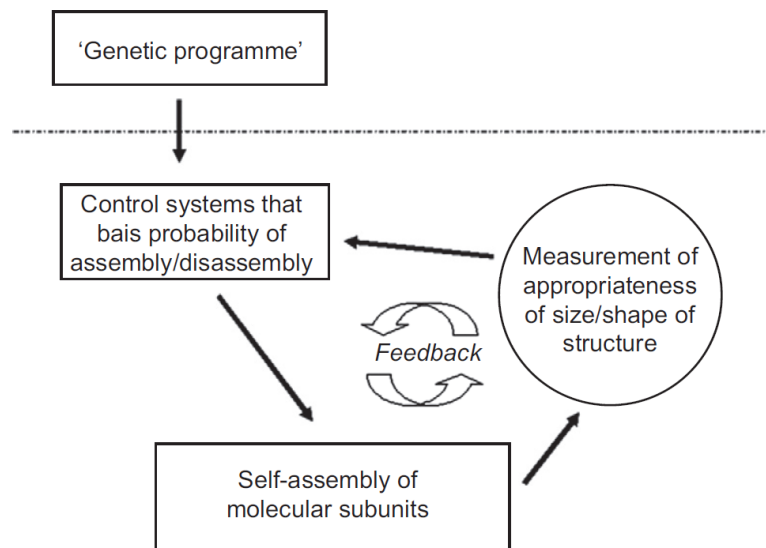 ‘Genetic programme’
Control systems that
bais probability of
assembly/disassembly
Measurement of
appropriateness
of size/shape of
structure
Feedback
Self-assembly of
molecular subunits